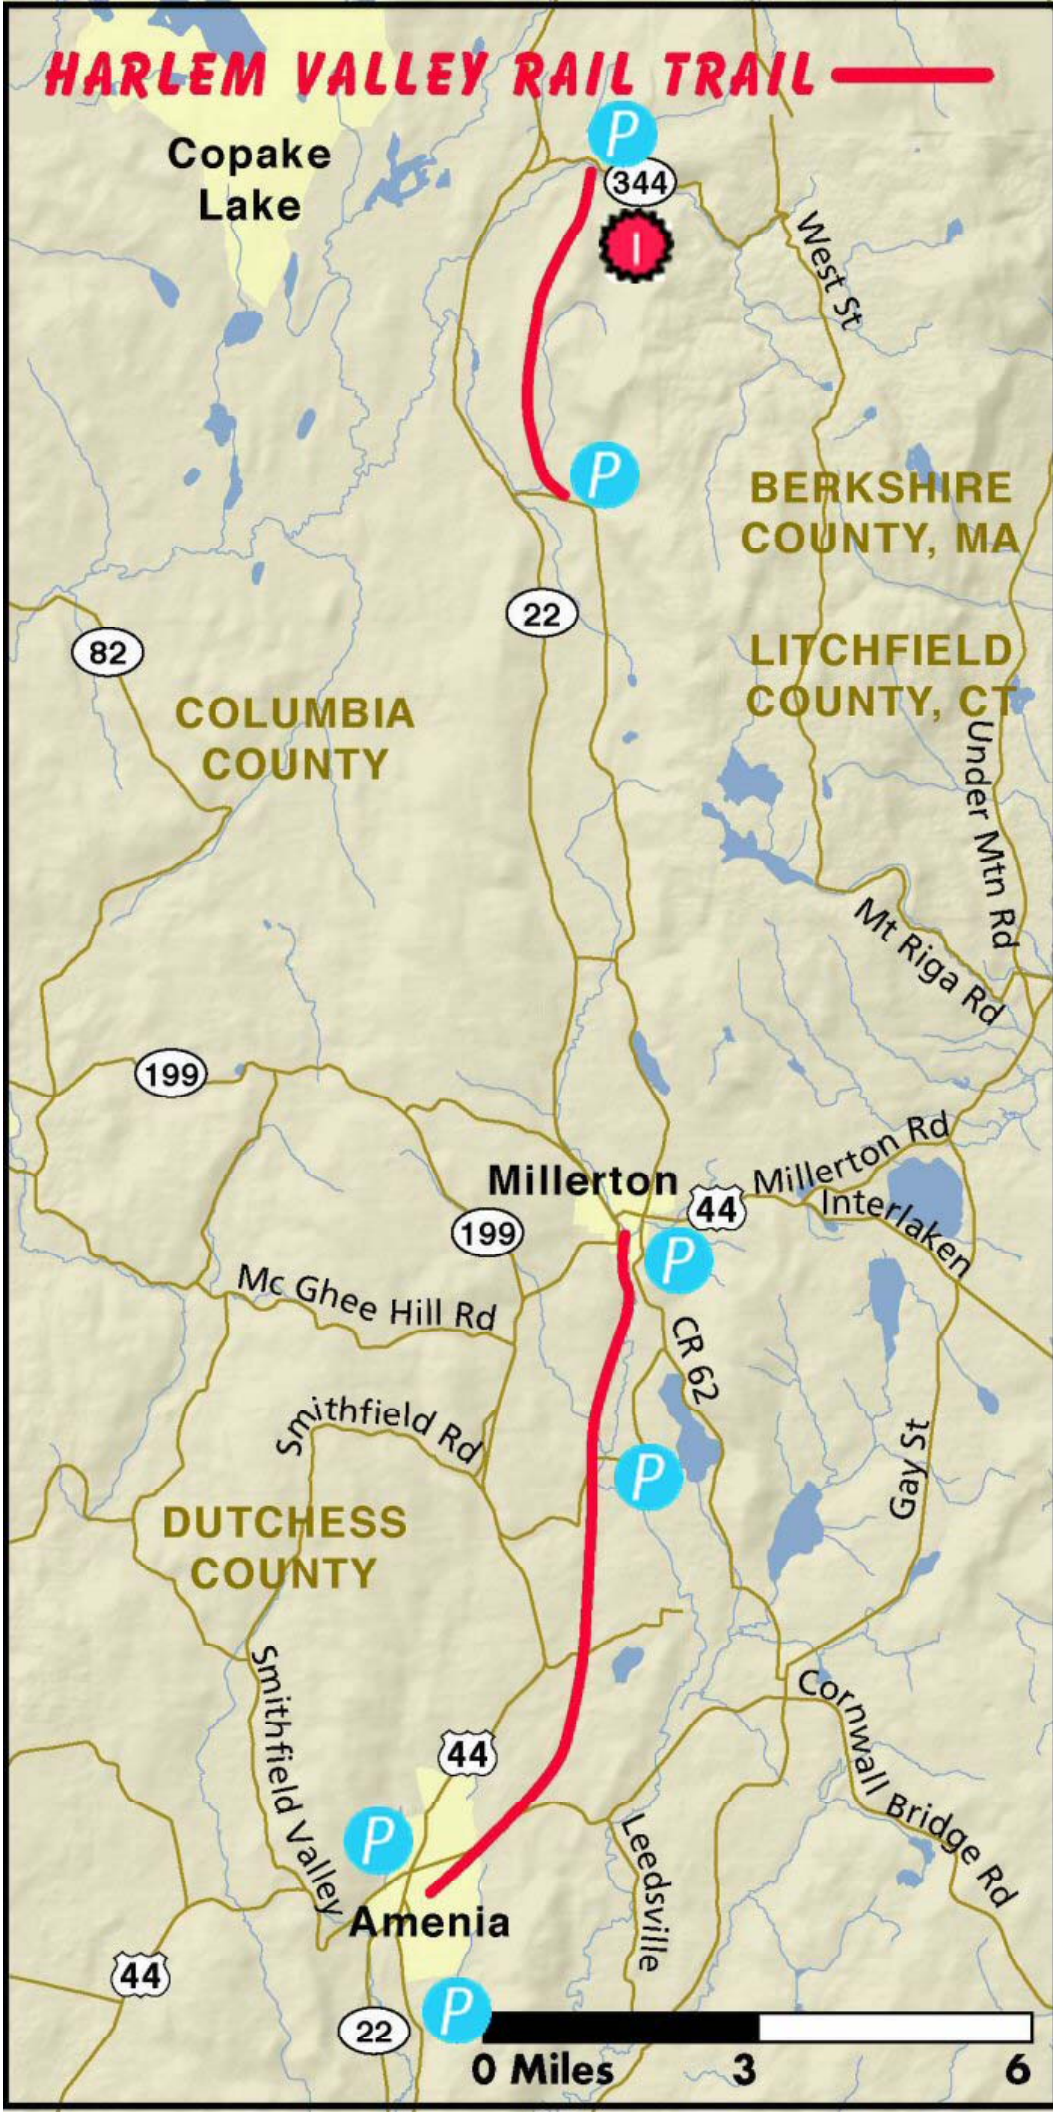 HARLEM VALLEY RAIL TRAIL
P
Copake
Lake
344
I
West St
P
BERKSHIRE
COUNTY, MA
22
82
LITCHFIELD
COUNTY, CT
COLUMBIA
COUNTY
Under Mtn Rd
Mt Riga Rd
199
Millerton Rd
Millerton
44
Interlaken
199
P
Mc Ghee Hill Rd
CR 62
Smithfield Rd
Gay St
P
DUTCHESS
COUNTY
Smithfield Valley
Cornwall Bridge Rd
44
P
Leedsville
Amenia
44
P
22
0 Miles 3 6